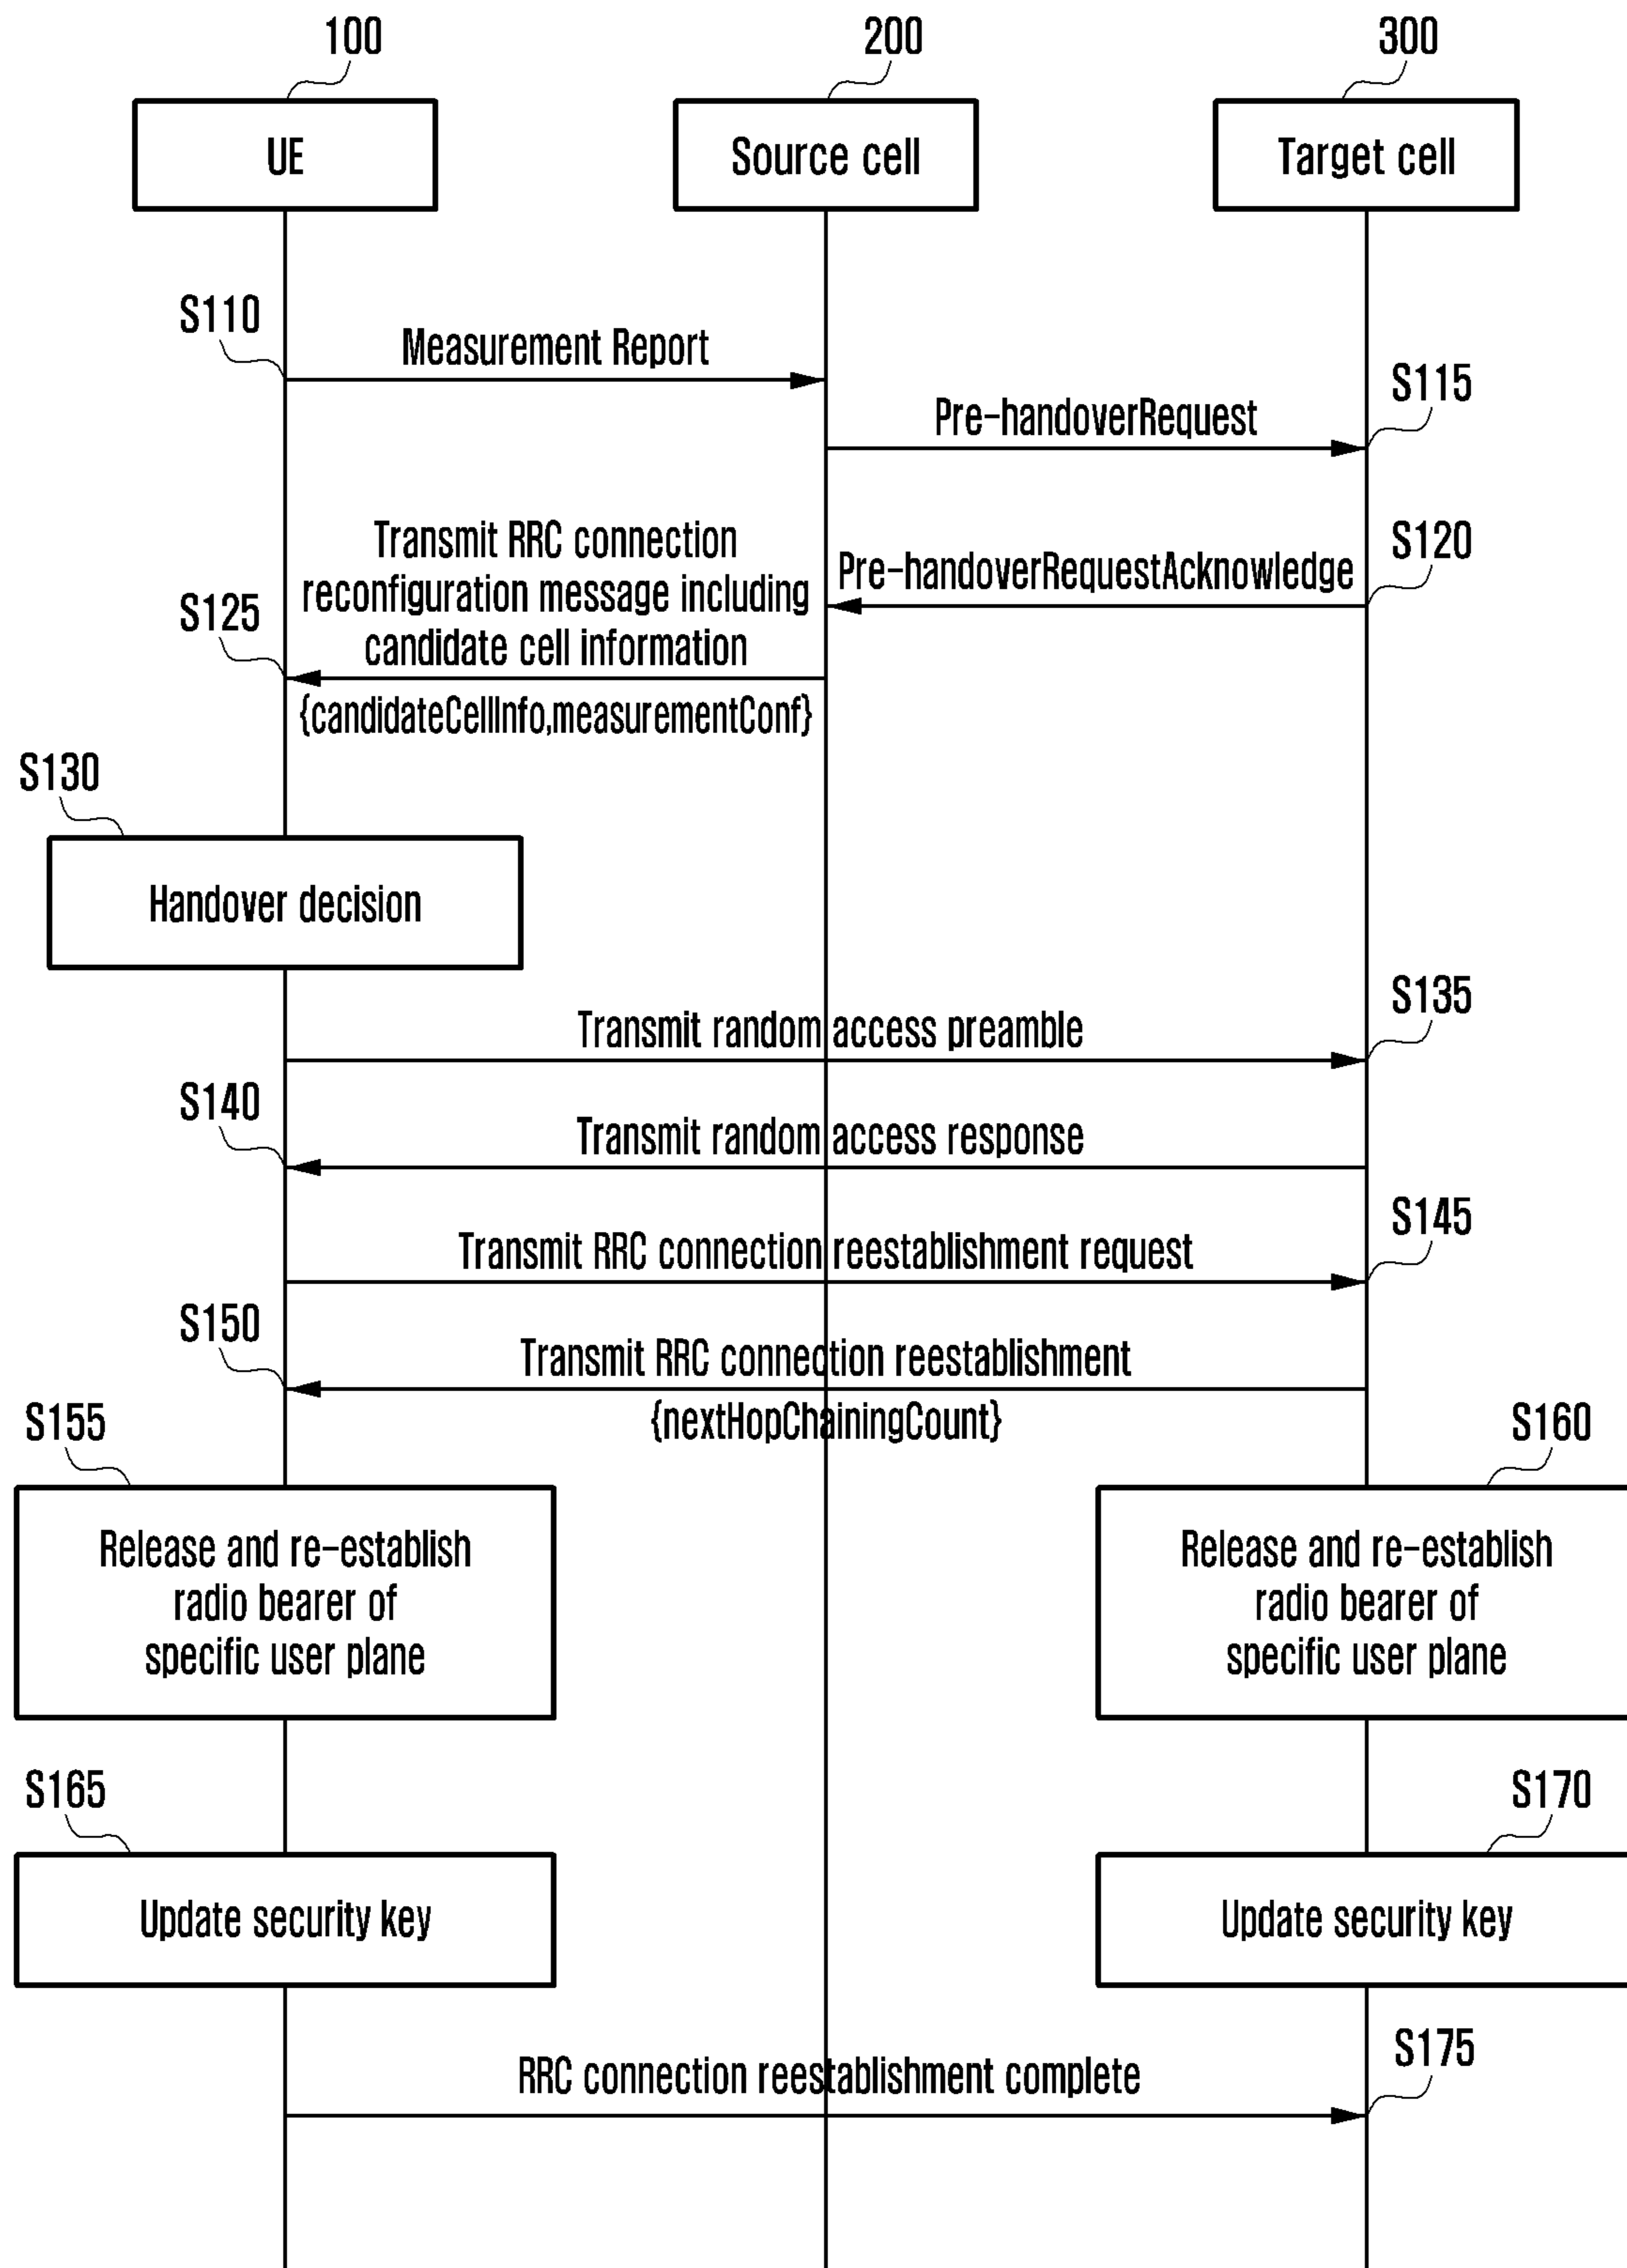 100
200
300
UE
Source cell
Target cell
S110
Measurement Report
S115
Pre-handoverRequest
S120
Pre-handoverRequestAcknowledge
Transmit RRC connection
reconfiguration message including
candidate cell information
S125
{candidateCellInfo,measurementConf}
S130
Handover decision
S135
Transmit random access preamble
S140
Transmit random access response
S145
Transmit RRC connection reestablishment request
S150
Transmit RRC connection reestablishment
{nextHopChainingCount}
S155
S160
Release and re-establish
radio bearer of
specific user plane
Release and re-establish
radio bearer of
specific user plane
S165
S170
Update security key
Update security key
S175
RRC connection reestablishment complete